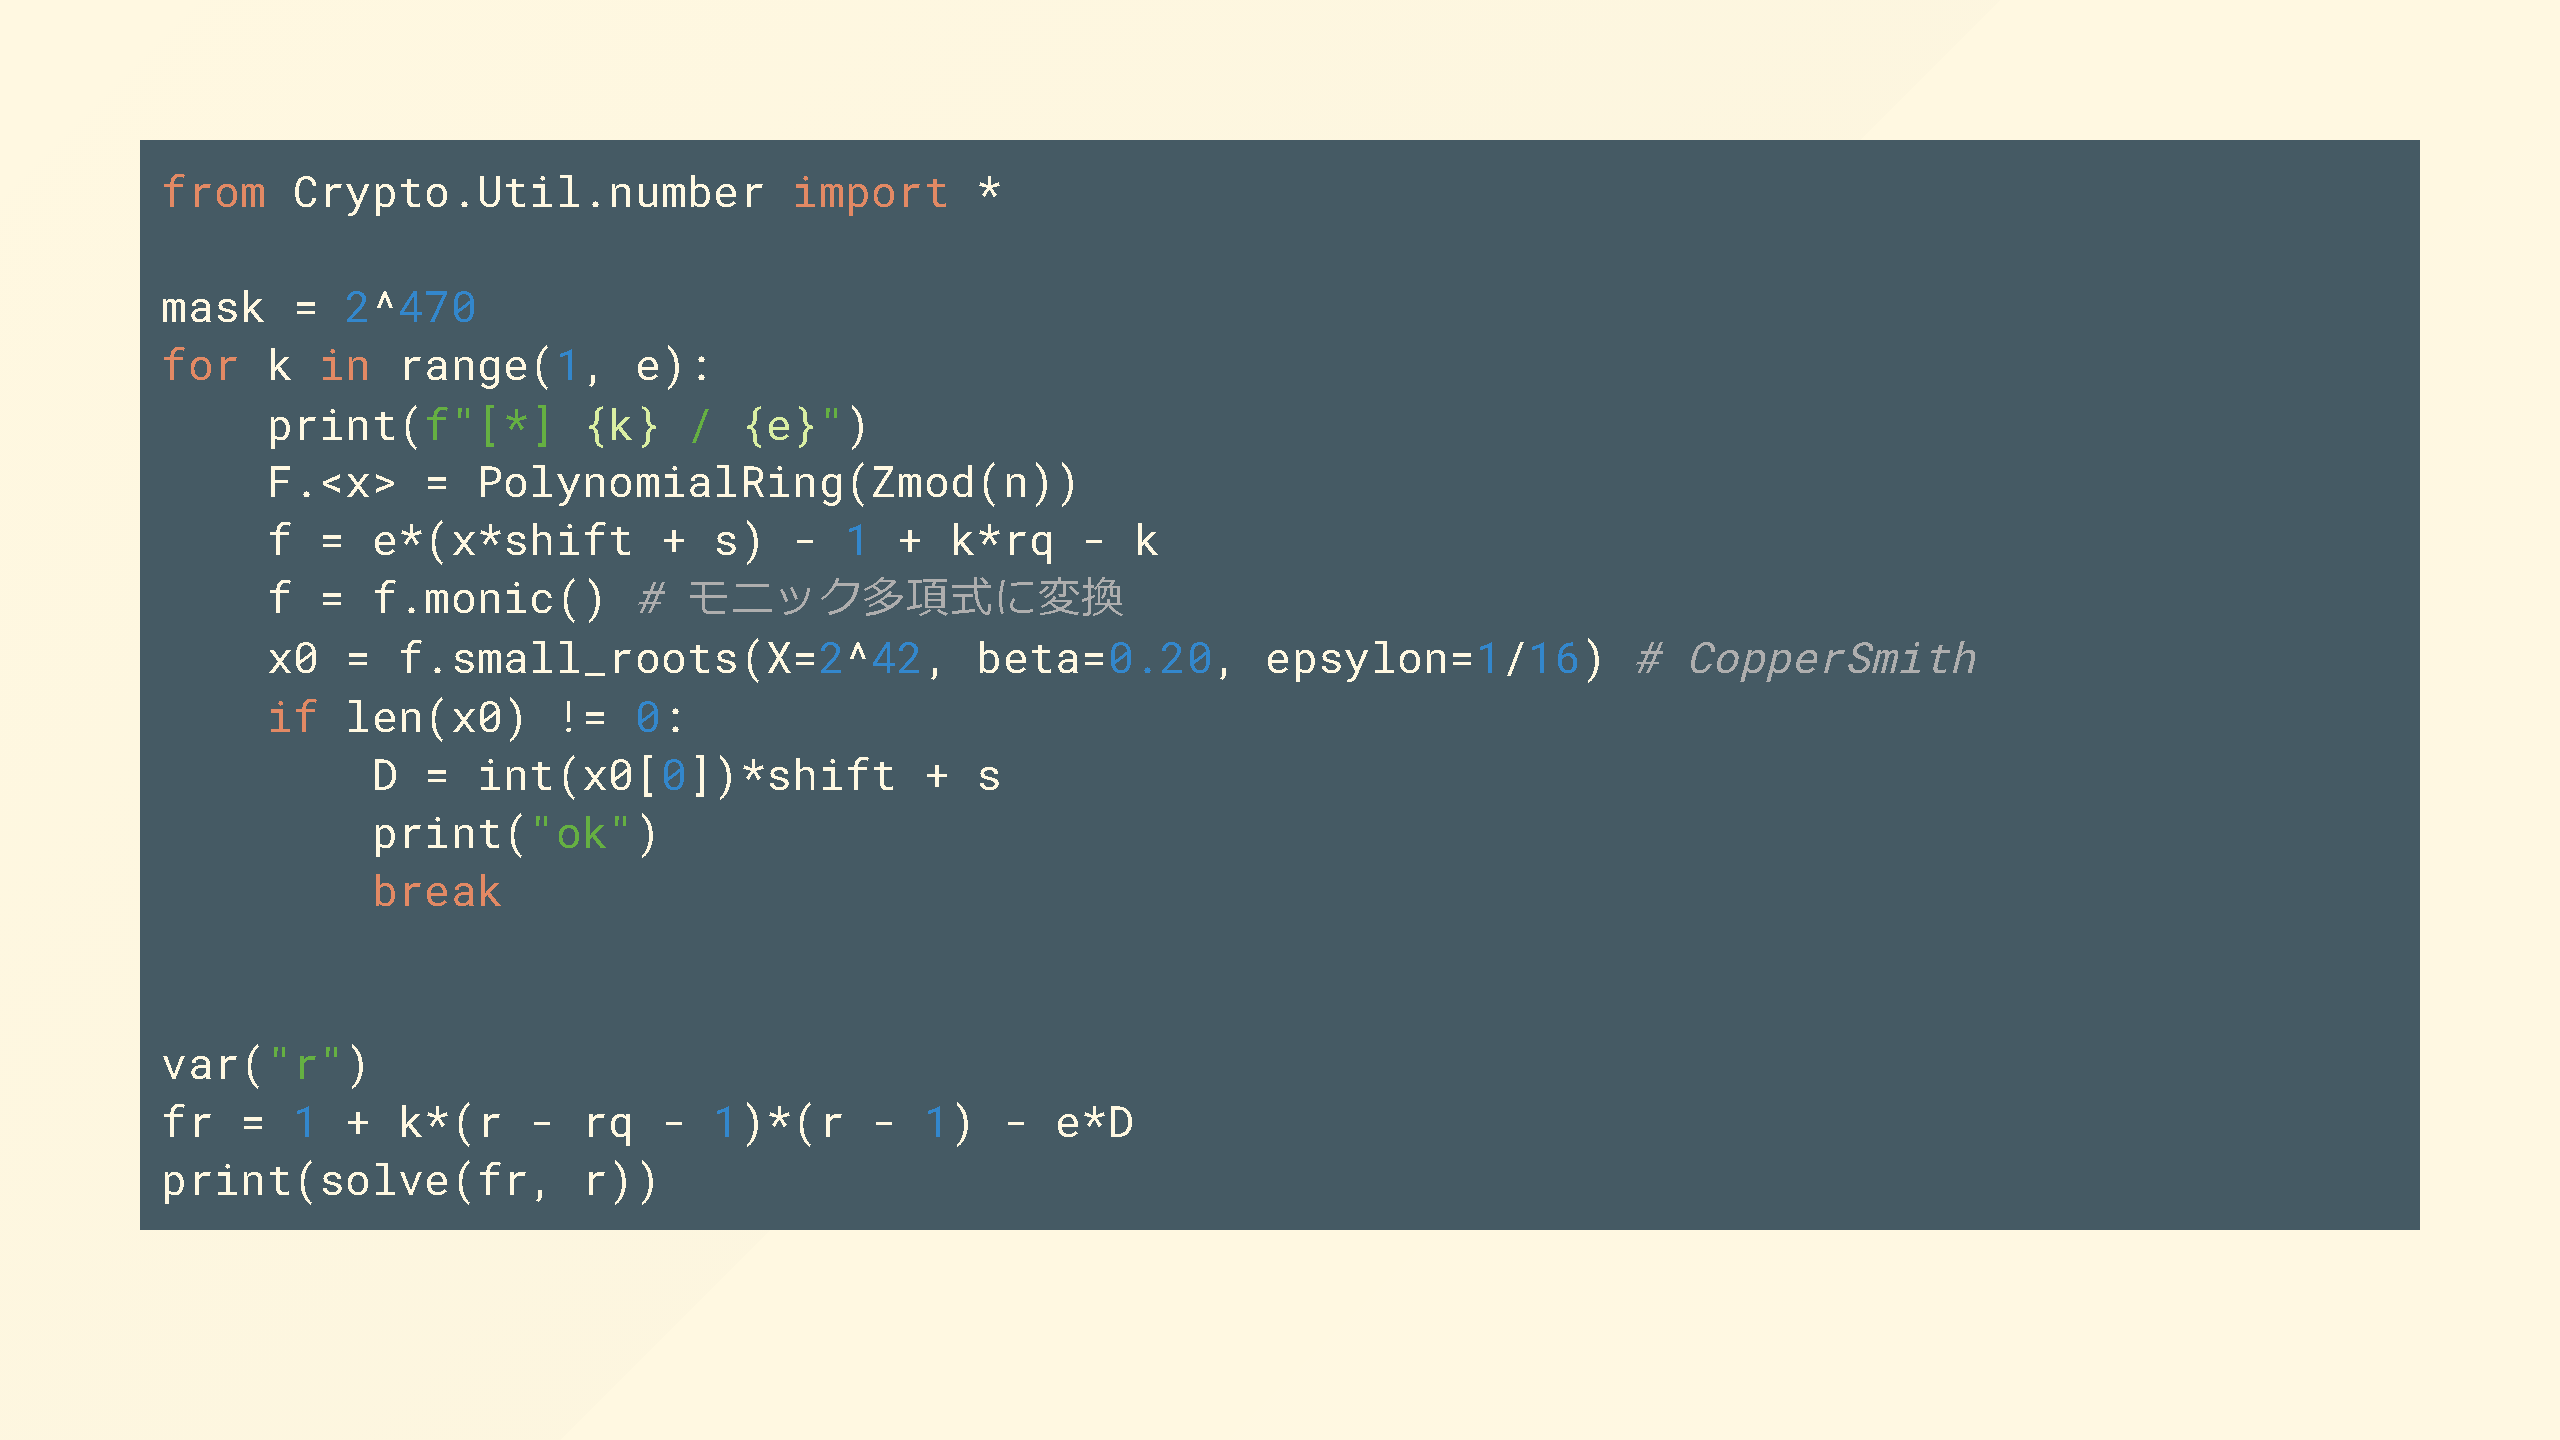 from Crypto.Util.number import *
mask = 2^470
for k in range(1, e):
    print(f"[*] {k} / {e}")
    F.<x> = PolynomialRing(Zmod(n))
    f = e*(x*shift + s) - 1 + k*rq - k
    f = f.monic() # モニック多項式に変換
    x0 = f.small_roots(X=2^42, beta=0.20, epsylon=1/16) # CopperSmith
    if len(x0) != 0:
        D = int(x0[0])*shift + s
        print("ok")
        break
var("r")
fr = 1 + k*(r - rq - 1)*(r - 1) - e*D
print(solve(fr, r))